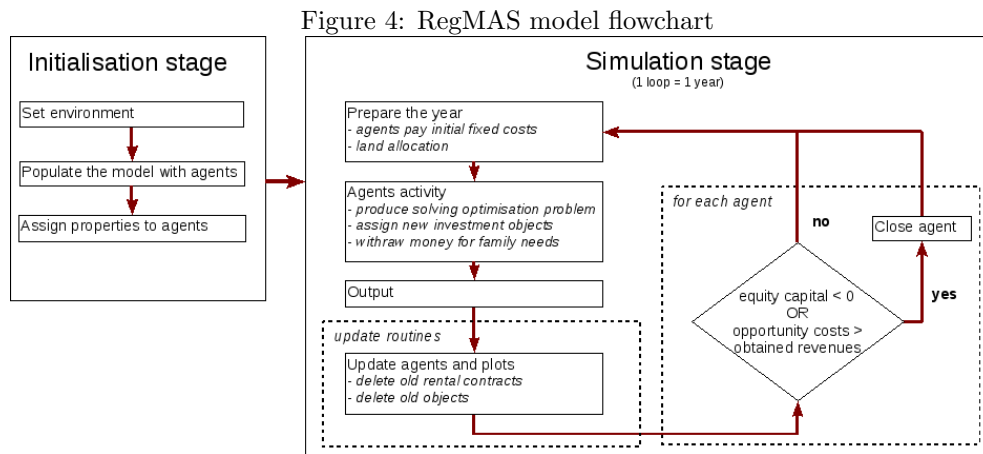 Figure 4: RegMAS model flowchart
Initialisation stage
Set environment
Populate the model with agents
Assign properties to agents
Simulation stage
(1 loop = 1 year)
Prepare the year
- agents pay initial fixed costs
- land allocation
Agents activity
- produce solving optimisation problem
- assign new investment objects
- withraw money for family needs
Output
update routines
Update agents and plots
- delete old rental contracts
- delete old objects
for each agent
no
Close agent
yes
equity capital < 0
OR
opportunity costs >
obtained revenues